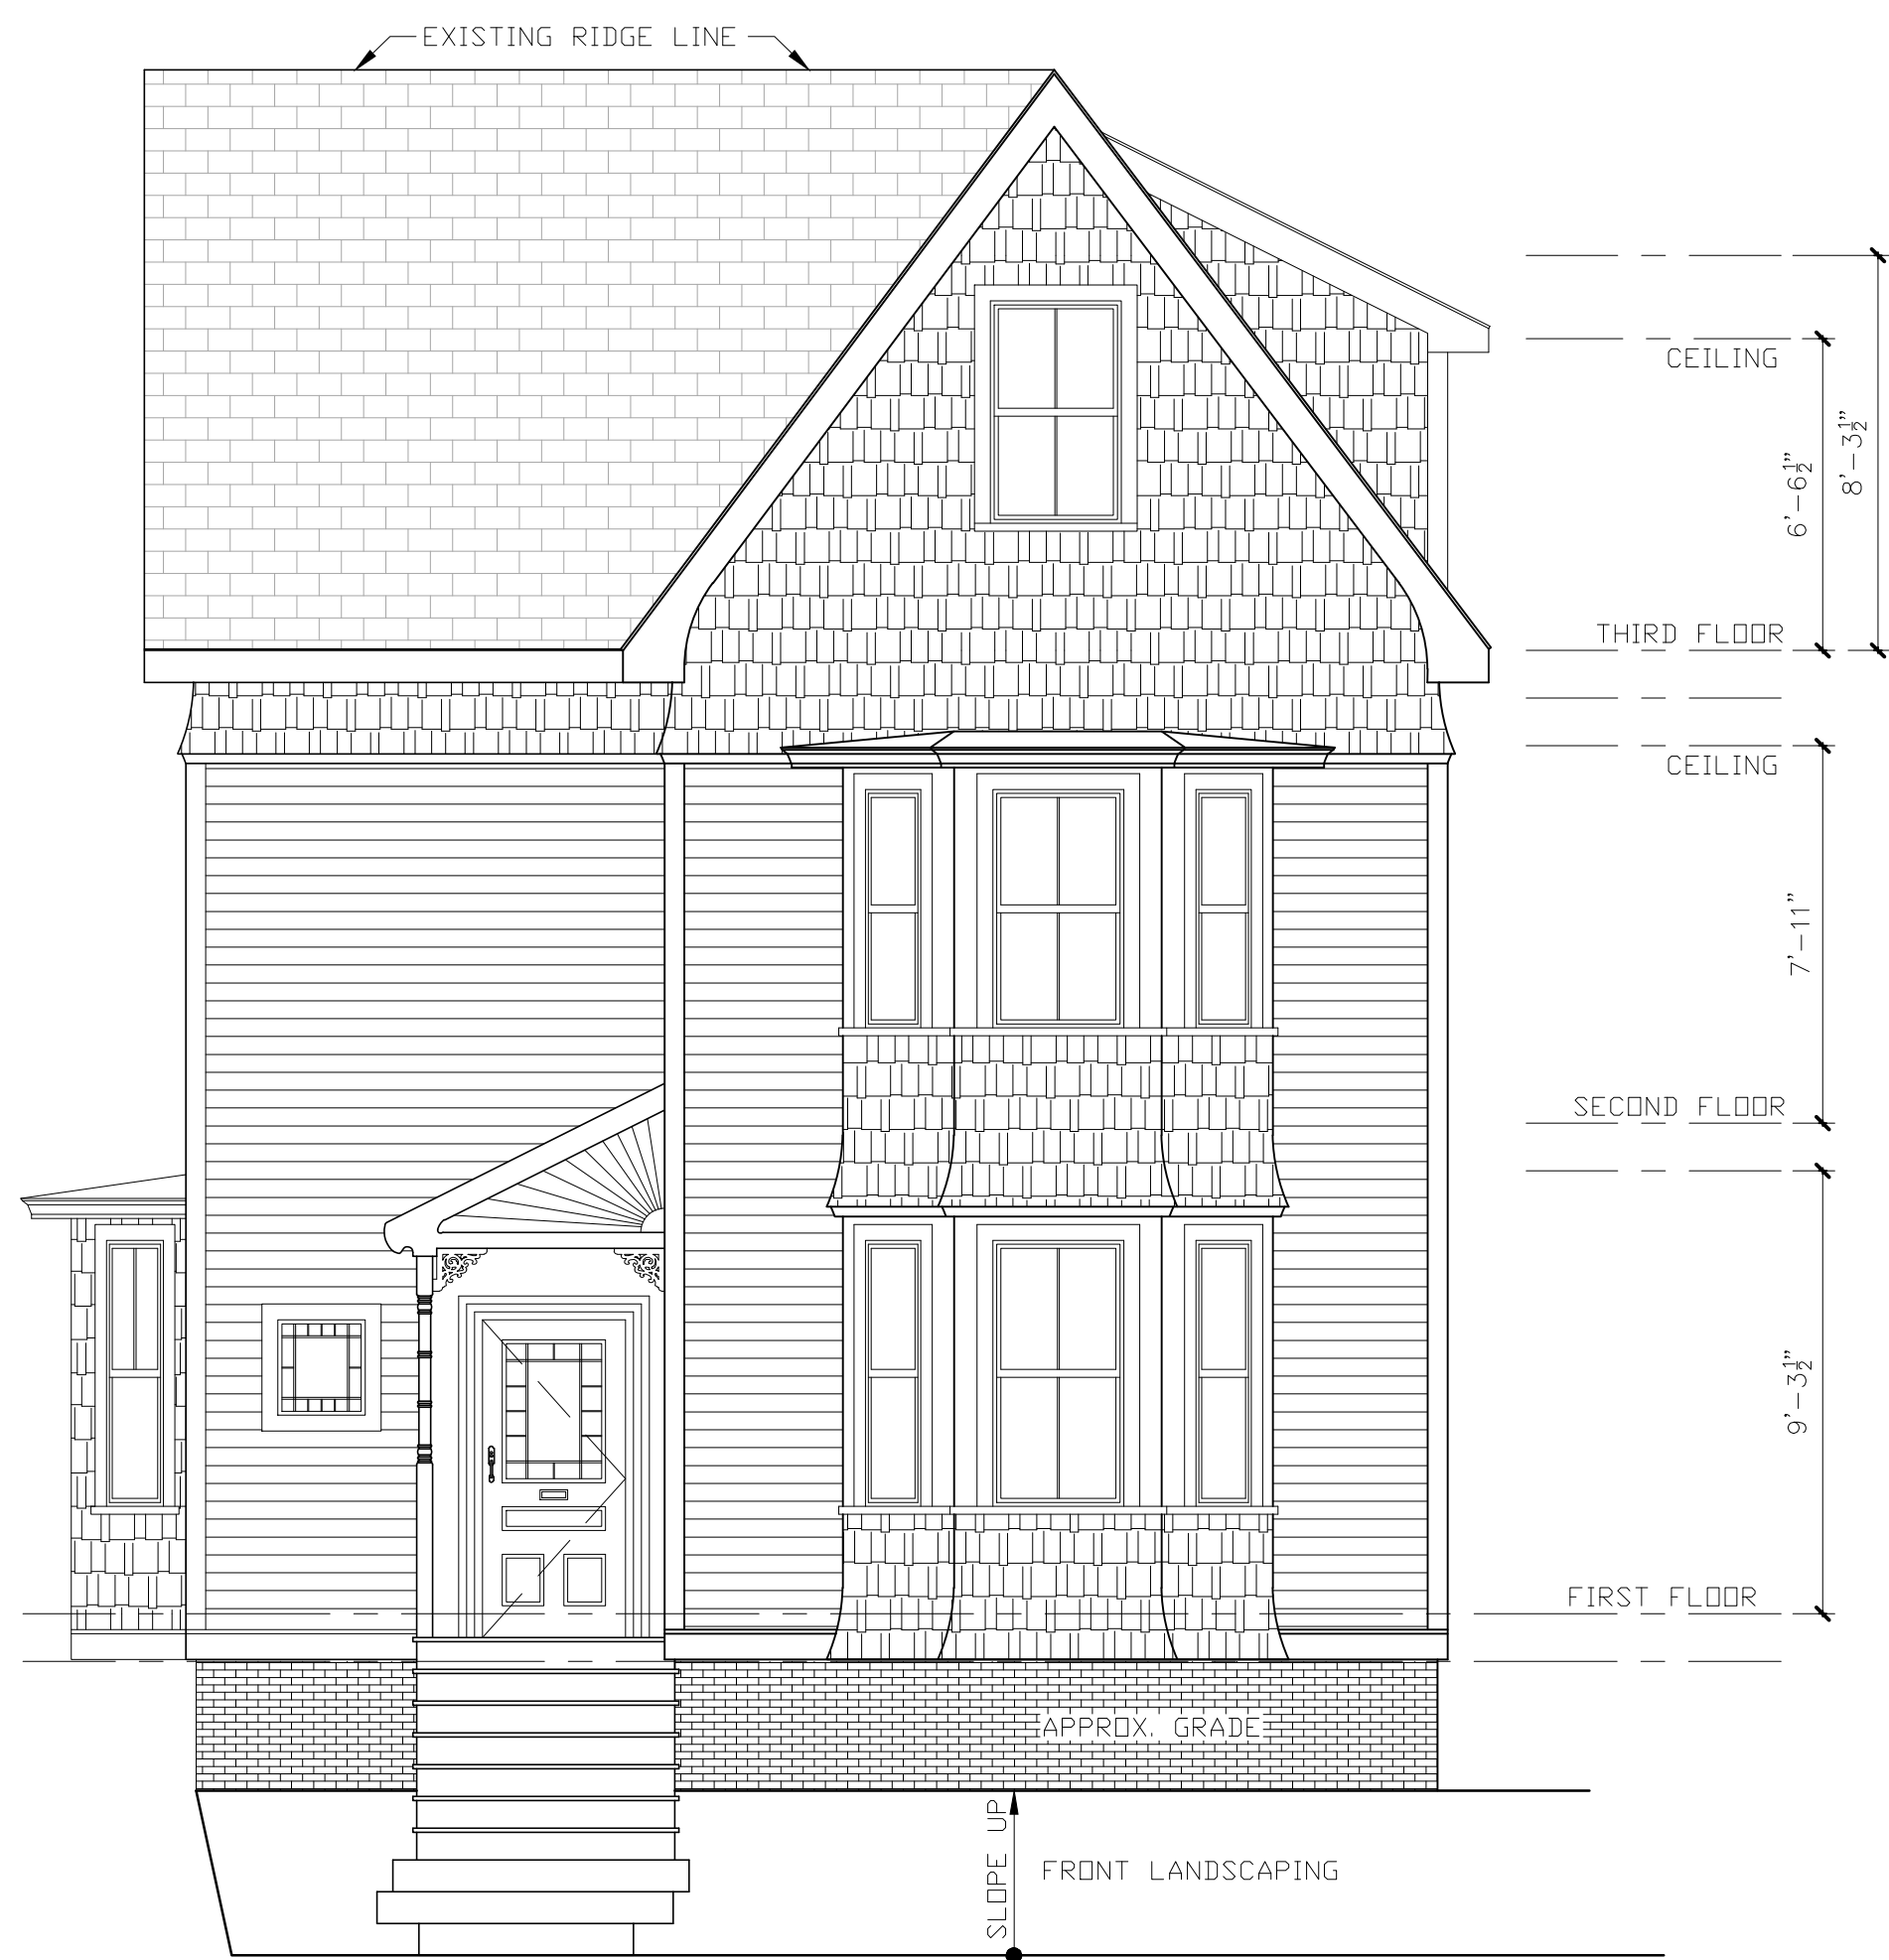 EXISTING RIDGE LINE
CEILING
6'-6½"
8'-3½"
THIRD FLOOR
CEILING
7'-11"
SECOND FLOOR
9'-3½"
FIRST FLOOR
APPROX. GRADE
SLOPE UP
FRONT LANDSCAPING